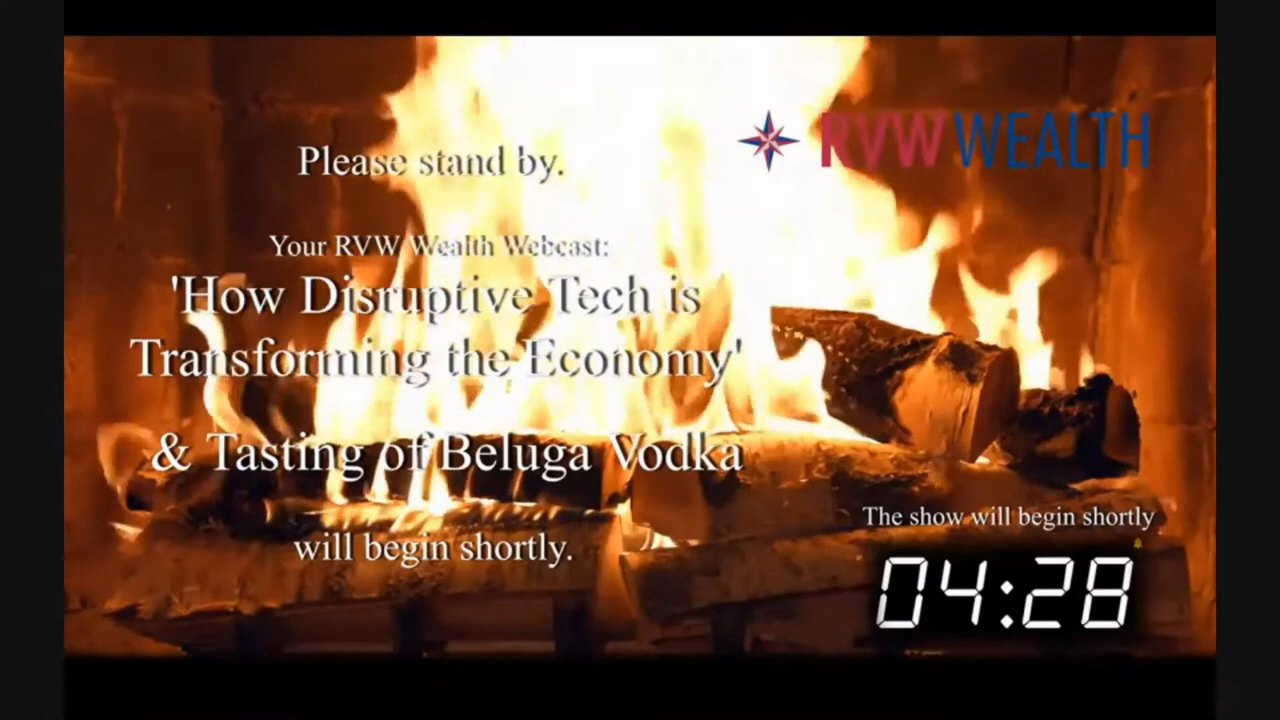 RVW WEALTH
Please stand by.
Your RVW Wealth Webcast:
'How Disruptive Tech is
Transforming the Economy'
& Tasting of Beluga Vodka
will begin shortly.
The show will begin shortly
04:28